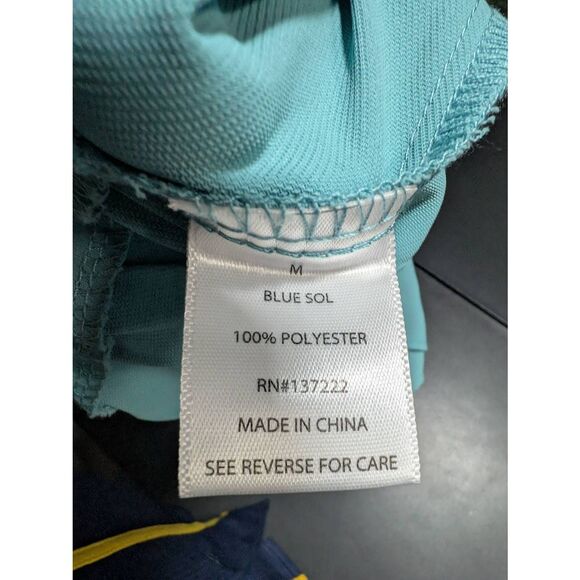 M
BLUE SOL
100% POLYESTER
RN#137222
MADE IN CHINA
SEE REVERSE FOR CARE